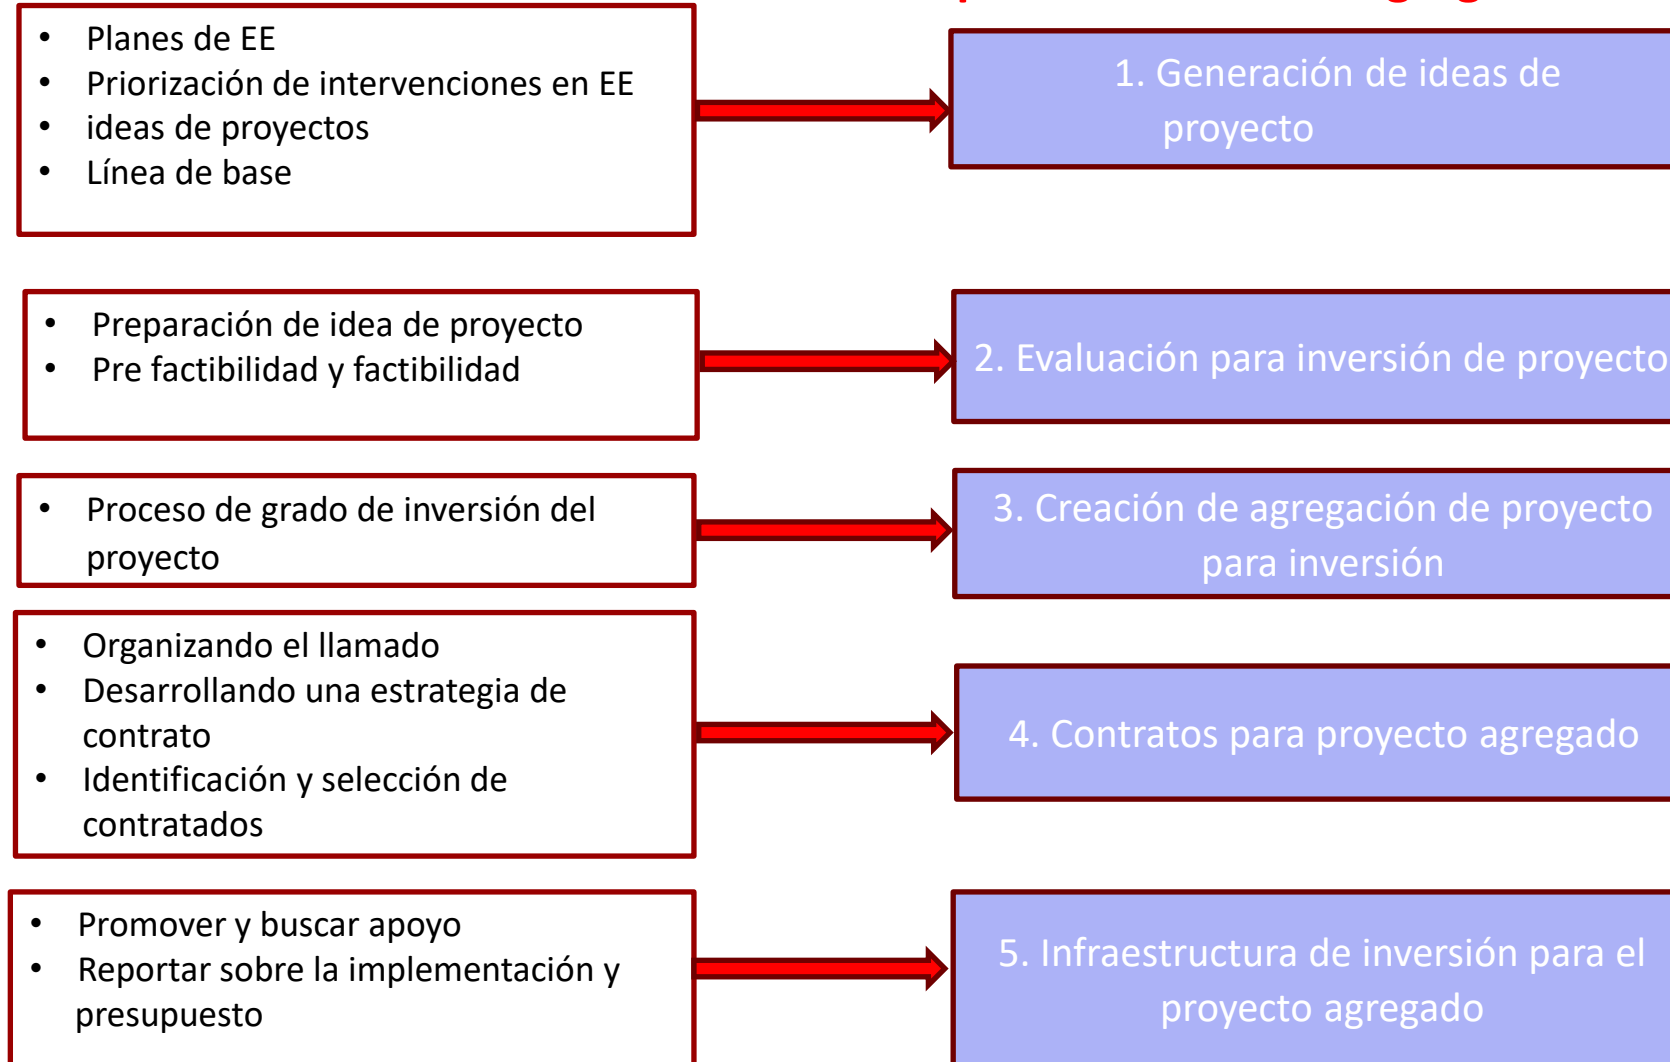 • Planes de EE
• Priorización de intervenciones en EE
• ideas de proyectos
• Línea de base
1. Generación de ideas de
proyecto
• Preparación de idea de proyecto
• Pre factibilidad y factibilidad
2. Evaluación para inversión de proyecto
• Proceso de grado de inversión del
proyecto
3. Creación de agregación de proyecto
para inversión
• Organizando el llamado
• Desarrollando una estrategia de
contrato
• Identificación y selección de
contratados
4. Contratos para proyecto agregado
• Promover y buscar apoyo
• Reportar sobre la implementación y
presupuesto
5. Infraestructura de inversión para el
proyecto agregado